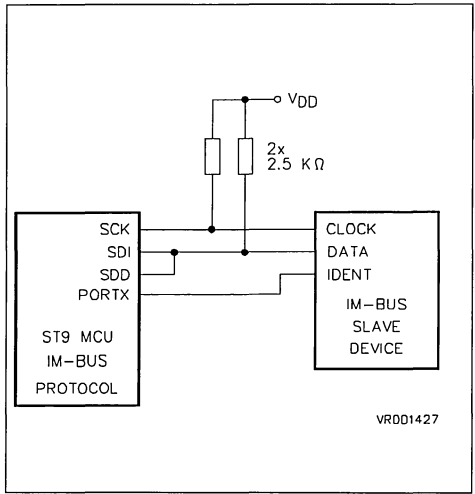 VDD
2x
2.5 KΩ
SCK
SDI
SDD
PORTX
ST9 MCU
IM-BUS
PROTOCOL
CLOCK
DATA
IDENT
IM-BUS
SLAVE
DEVICE
VR001427